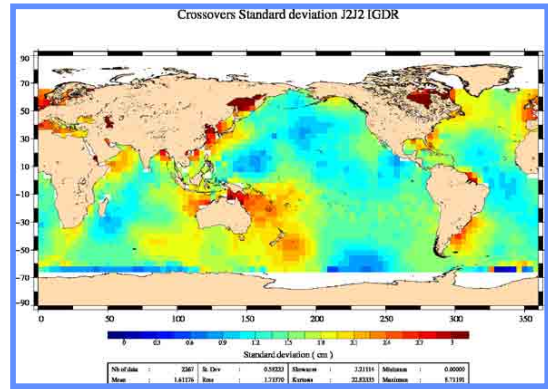 Crossovers Standard deviation J2J2 IGDR
90
70
50
30
10
-10
-30
-50
-70
-90
0 50 100 150 200 250 300 350
0 0.3 0.6 0.9 1.2 1.5 1.8 2.1 2.4 2.7 3
Standard deviation ( cm )
Nb of data : 2267 St. Dev : 0.58223 Skewness : 3.21114 Minimum : 0.00000
Mean : 1.61176 Rms : 1.71370 Kurtosis : 22.82335 Maximum : 9.71191